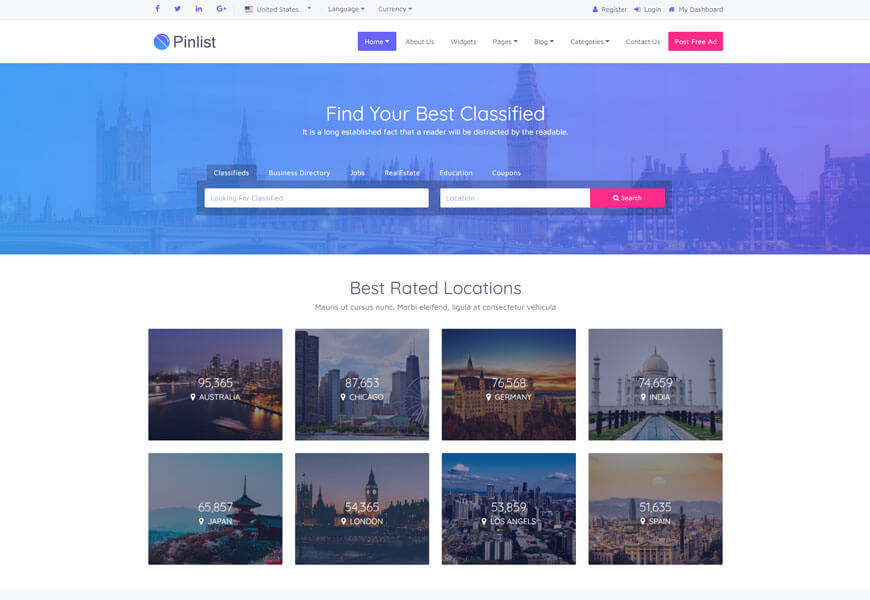 United States... Language Currency Register Login My Dashboard
Pinlist Home About Us Widgets Pages Blog Categories Contact Us Post Free Ad
Find Your Best Classified
It is a long established fact that a reader will be distracted by the readable.
Classifieds Business Directory Jobs RealEstate Education Coupons
Looking For Classified Location Search
Best Rated Locations
Mauris ut cursus nunc. Morbi eleifend, ligula at consectetur vehicula
95,365 87,653 76,568 74,659
AUSTRALIA CHICAGO GERMANY INDIA
65,857 54,365 53,859 51,635
JAPAN LONDON LOS ANGELS SPAIN